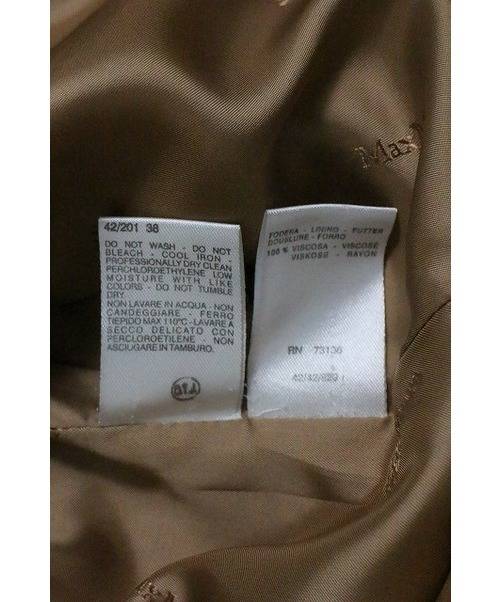 Max
42/201 38
DO NOT WASH - DO NOT
BLEACH - COOL IRON -
PROFESSIONALLY DRY CLEAN
PERCHLOROETHYLENE LOW
MOISTURE WITH LIKE
COLORS - DO NOT TUMBLE
DRY
NON LAVARE IN ACQUA - NON
CANDEGGIARE - FERRO
TIEPIDO MAX 110°C - LAVARE A
SECCO DELICATO CON
PERCLOROETILENE - NON
ASCIUGARE IN TAMBURO.
FODERA - LINING - FUTTER
DOUBLURE - FORRO
100 % VISCOSA - VISCOSE
VISKOSE - RAYON
RN 73136